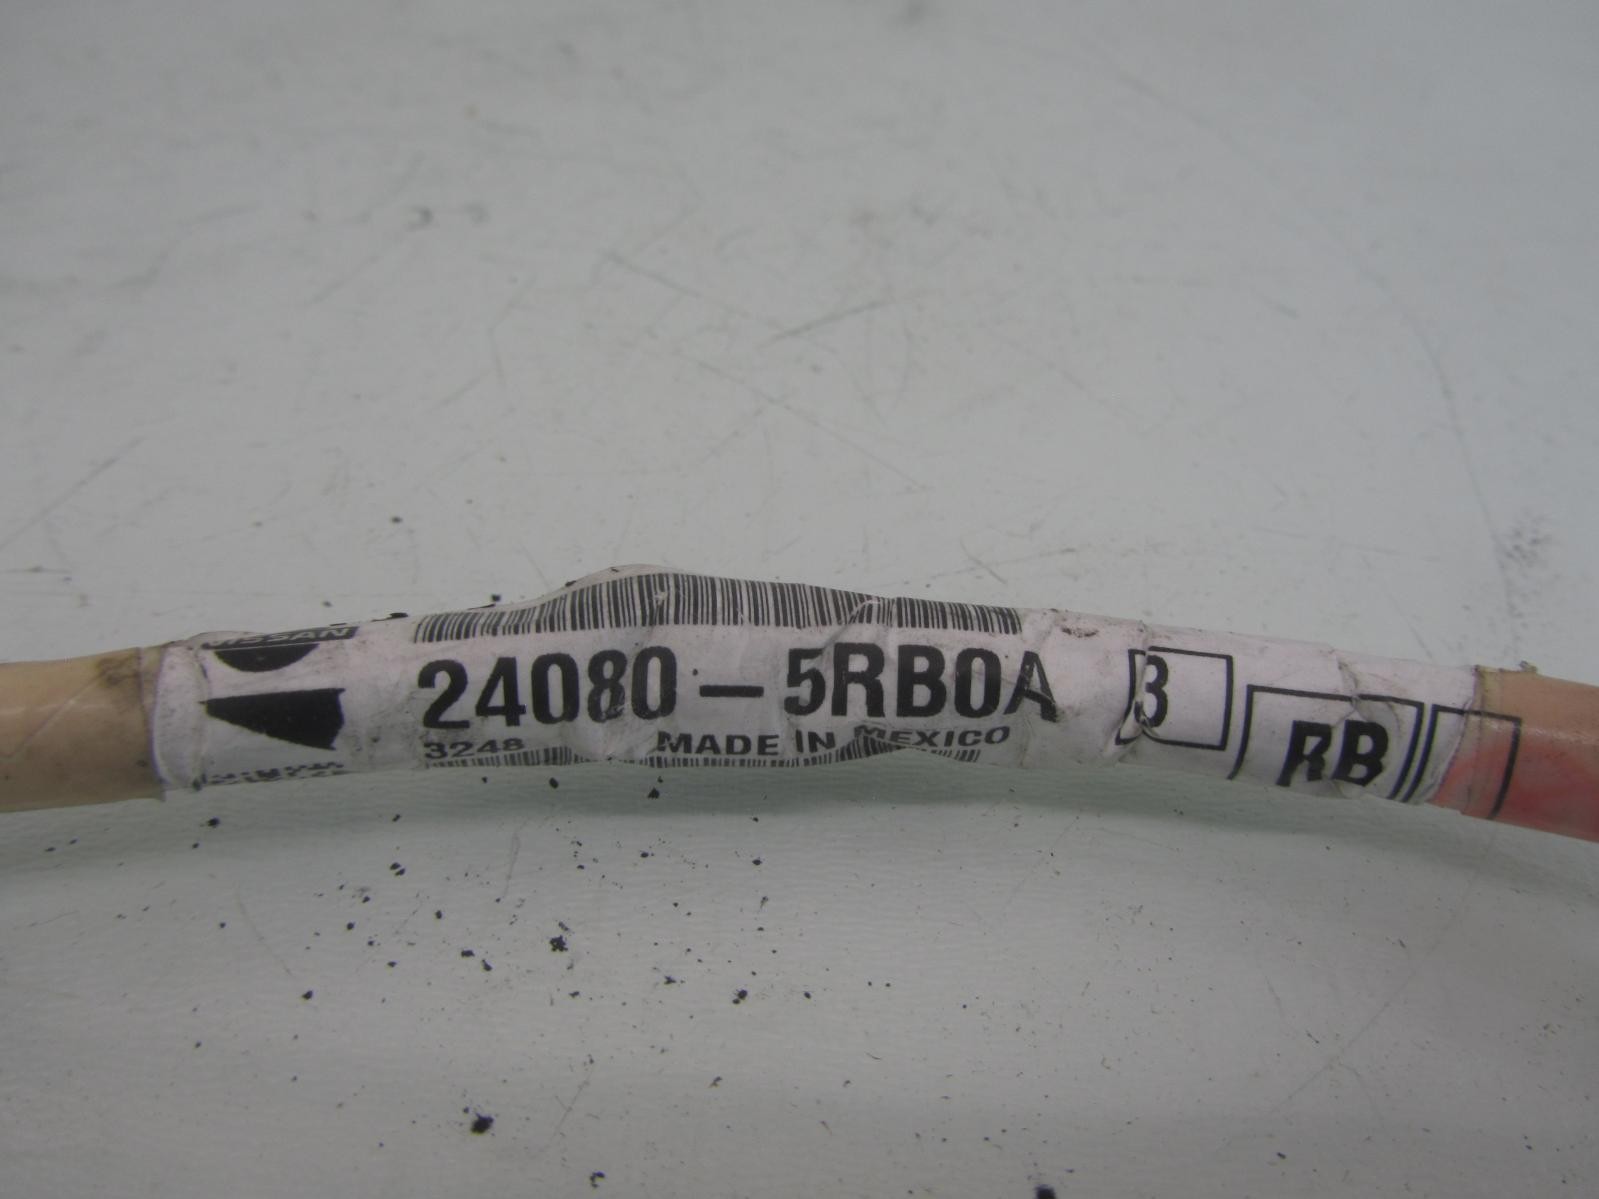 NISSAN
24080-5RB0A 3 RB
3248 MADE IN MEXICO